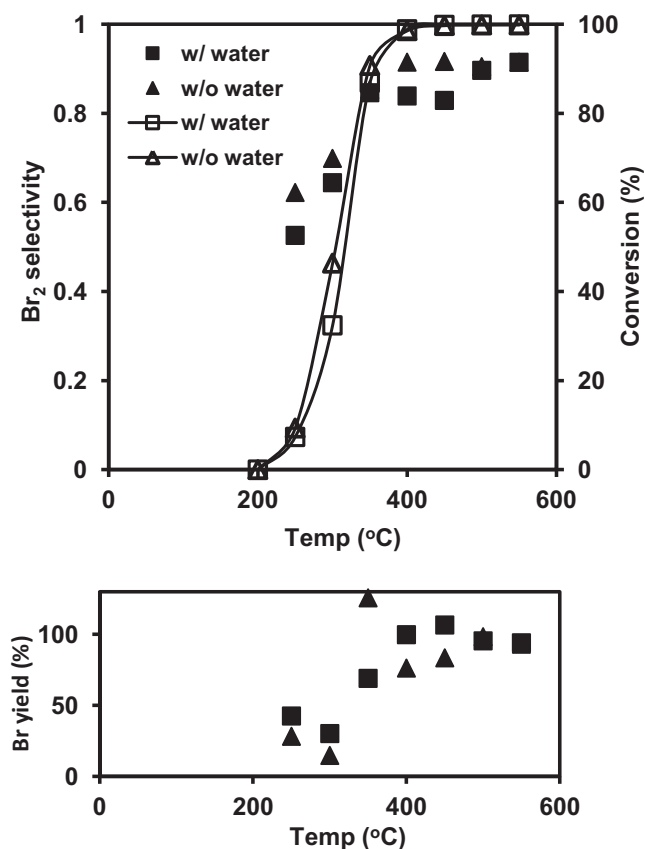 1
0.8
0.6
0.4
0.2
0
Br₂ selectivity
w/ water
w/o water
w/ water
w/o water
100
80
60
40
20
0
Conversion (%)
0 200 400 600
Temp (ᵒC)
100
50
0
Br yield (%)
0 200 400 600
Temp (ᵒC)